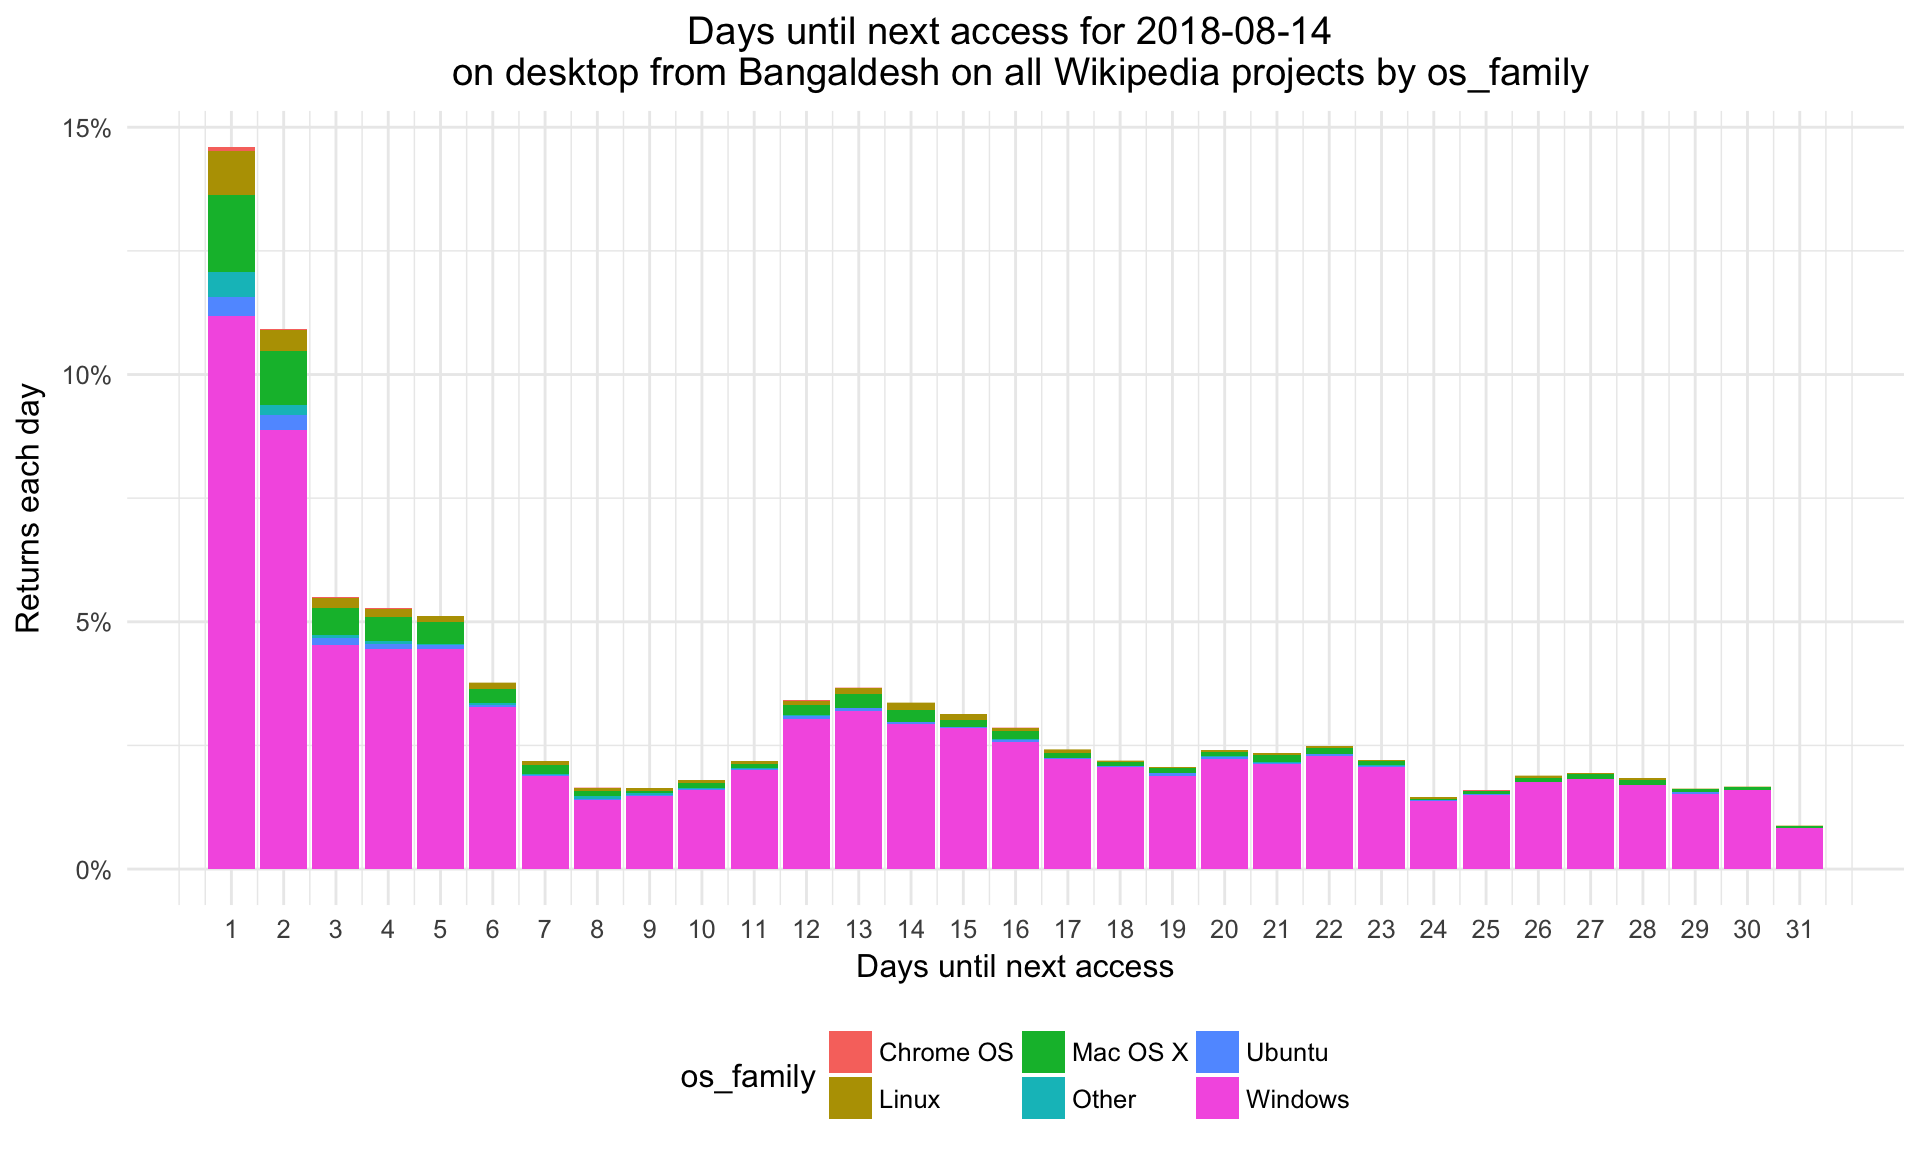 Days until next access for 2018-08-14
on desktop from Bangaldesh on all Wikipedia projects by os_family
15%
10%
5%
0%
Returns each day
1 2 3 4 5 6 7 8 9 10 11 12 13 14 15 16 17 18 19 20 21 22 23 24 25 26 27 28 29 30 31
Days until next access
os_family
Chrome OS Mac OS X Ubuntu
Linux Other Windows